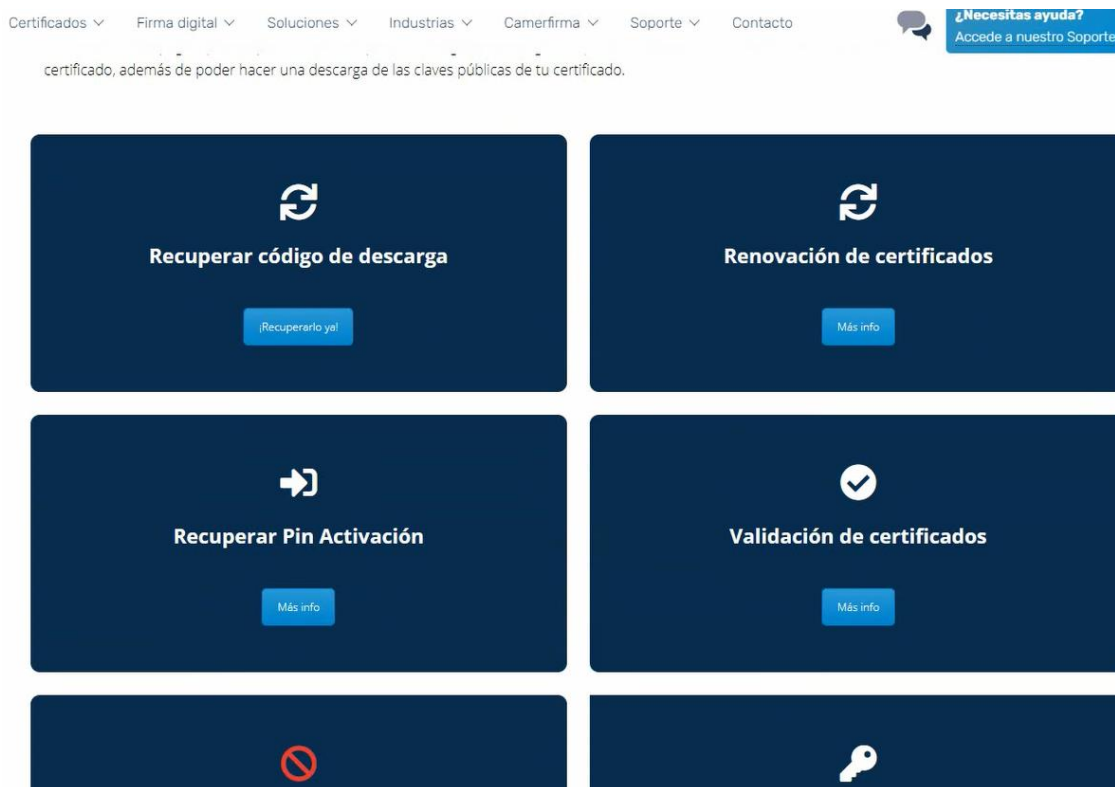 Certificados
Firma digital
Soluciones
Industrias
Camerfirma
Soporte
Contacto
¿Necesitas ayuda?
Accede a nuestro Soporte
certificado, además de poder hacer una descarga de las claves públicas de tu certificado.
Recuperar código de descarga
¡Recuperarlo ya!
Renovación de certificados
Más info
Recuperar Pin Activación
Más info
Validación de certificados
Más info